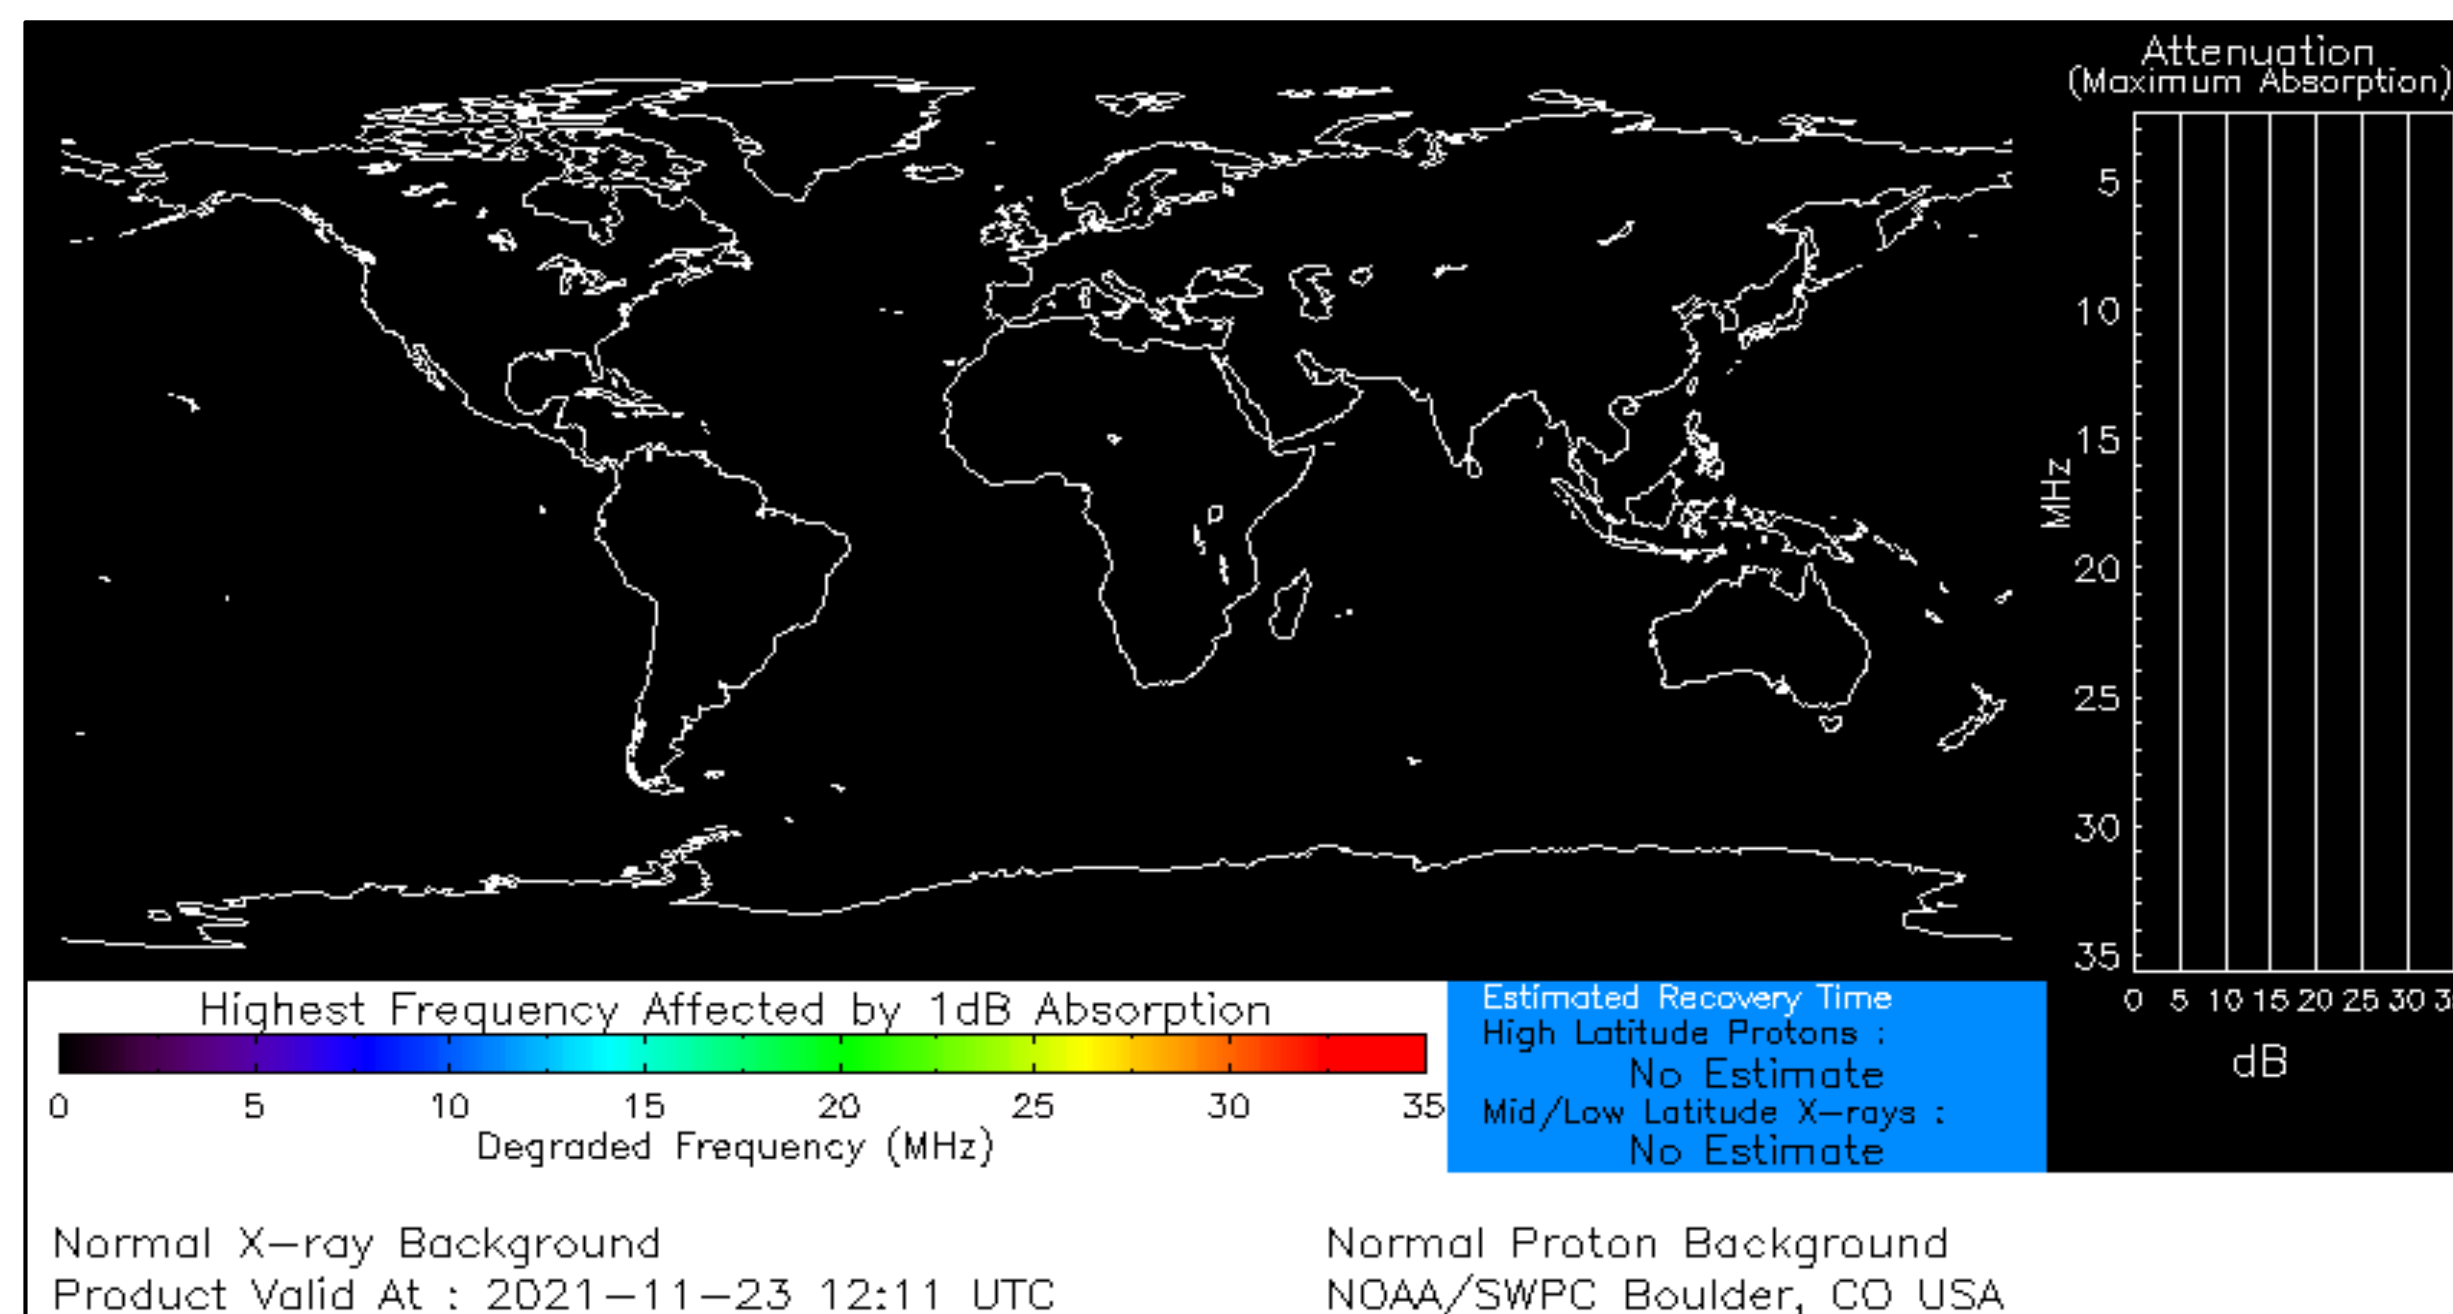 Attenuation
(Maximum Absorption)
5
10
15
20
25
30
35
MHz
0 5 10 15 20 25 30
dB
Highest Frequency Affected by 1dB Absorption
0 5 10 15 20 25 30 35
Degraded Frequency (MHz)
Estimated Recovery Time
High Latitude Protons :
No Estimate
Mid/Low Latitude X-rays :
No Estimate
Normal X-ray Background
Product Valid At : 2021-11-23 12:11 UTC
Normal Proton Background
NOAA/SWPC Boulder, CO USA